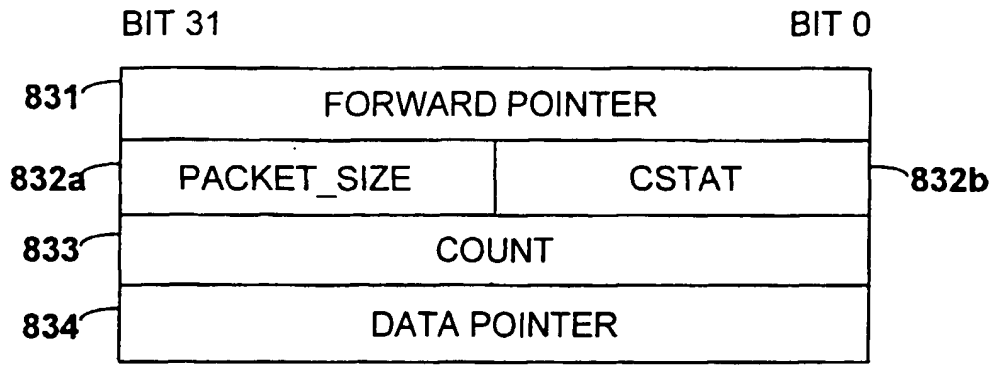 BIT 31 BIT 0
831 FORWARD POINTER
832a PACKET_SIZE CSTAT 832b
833 COUNT
834 DATA POINTER